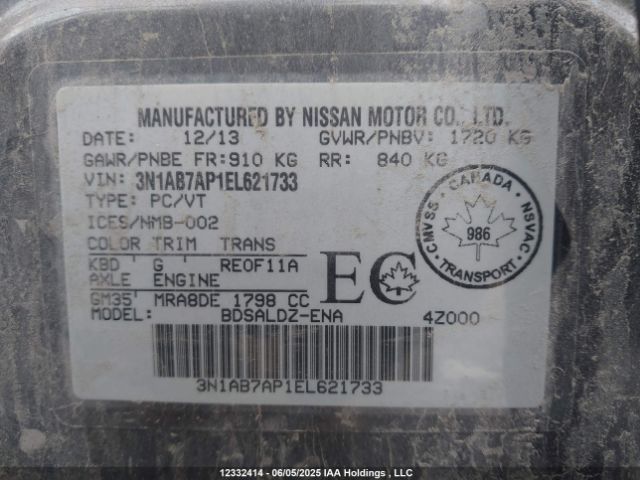 MANUFACTURED BY NISSAN MOTOR CO., LTD.
DATE: 12/13 GVWR/PNBV: 1720 KG
GAWR/PNBE FR:910 KG RR: 840 KG
VIN: 3N1AB7AP1EL621733
TYPE: PC/VT
ICES/NMB-002
COLOR TRIM TRANS
KBD G RE0F11A
AXLE ENGINE
GM35 MRA8DE 1798 CC
MODEL: BDSALDZ-ENA 4Z000
EC
CANADA
CMVSS NSVAC
986
TRANSPORT
3N1AB7AP1EL621733
12332414 - 06/05/2025 IAA Holdings , LLC